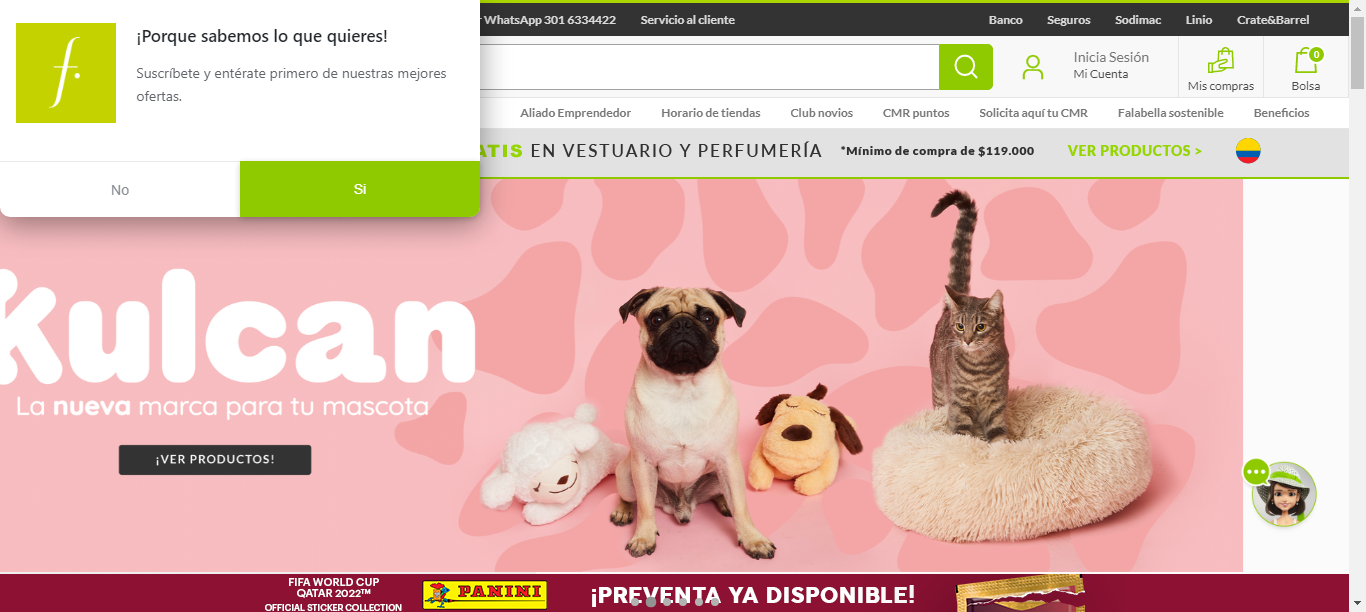 ¡Porque sabemos lo que quieres!
Suscríbete y entérate primero de nuestras mejores
ofertas.
No
Si
WhatsApp 301 6334422
Servicio al cliente
Banco
Seguros
Sodimac
Linio
Crate&Barrel
Inicia Sesión
Mi Cuenta
Mis compras
0
Bolsa
Aliado Emprendedor
Horario de tiendas
Club novios
CMR puntos
Solicita aquí tu CMR
Falabella sostenible
Beneficios
EN VESTUARIO Y PERFUMERÍA
*Mínimo de compra de $119.000
VER PRODUCTOS >
kulcan
La nueva marca para tu mascota
¡VER PRODUCTOS!
FIFA WORLD CUP
QATAR 2022™
OFFICIAL STICKER COLLECTION
PANINI
¡PREVENTA YA DISPONIBLE!